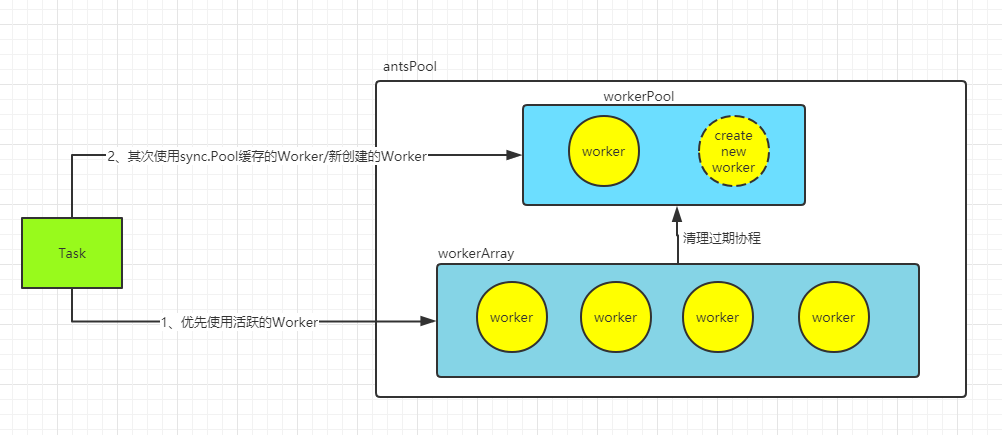 antsPool
workerPool
worker
create
new
worker
2、其次使用sync.Pool缓存的Worker/新创建的Worker
清理过期协程
Task
workerArray
1、优先使用活跃的Worker
worker
worker
worker
worker